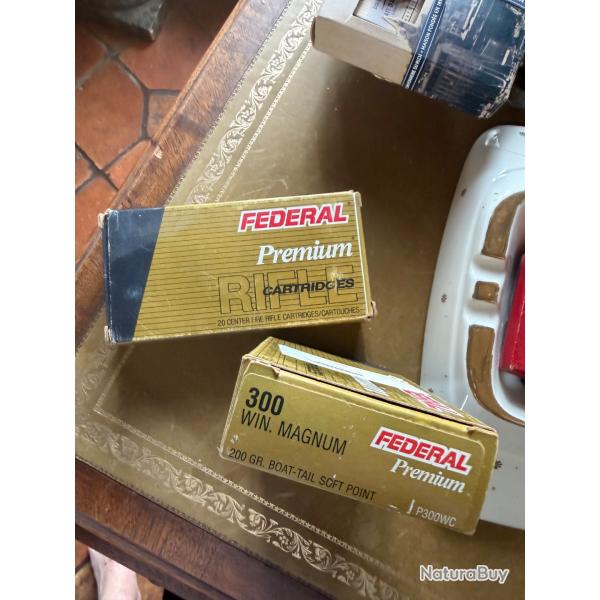 FEDERAL
Premium
RIFLE
CARTRIDGES
20 CENTER FIRE RIFLE CARTRIDGES/CARTOUCHES
300
WIN. MAGNUM
200 GR. BOAT-TAIL SOFT POINT
FEDERAL
Premium
P300WC
NaturaBuy